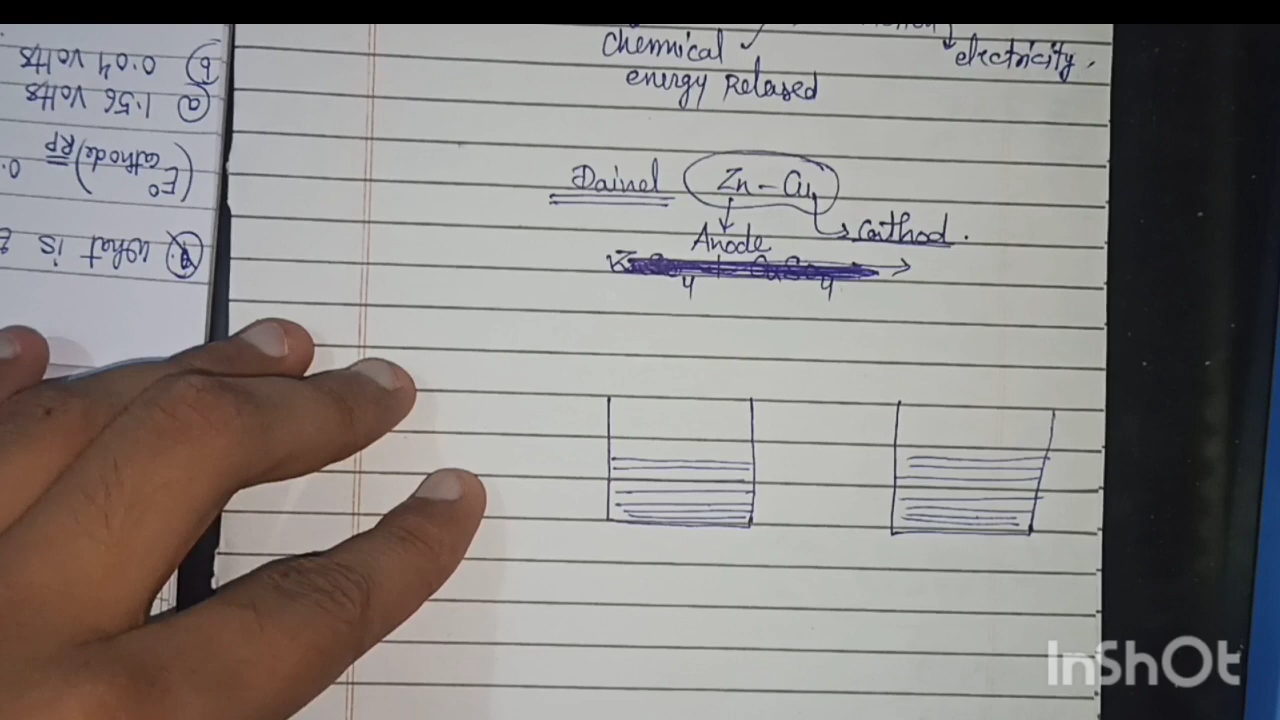 chemical
electricity.
energy released
Dainel Zn - Cu
Anode
Cathod.
b) 0.04 volts
a) 1.56 volts
(E° cathode) RP
Q. What is
InShOt